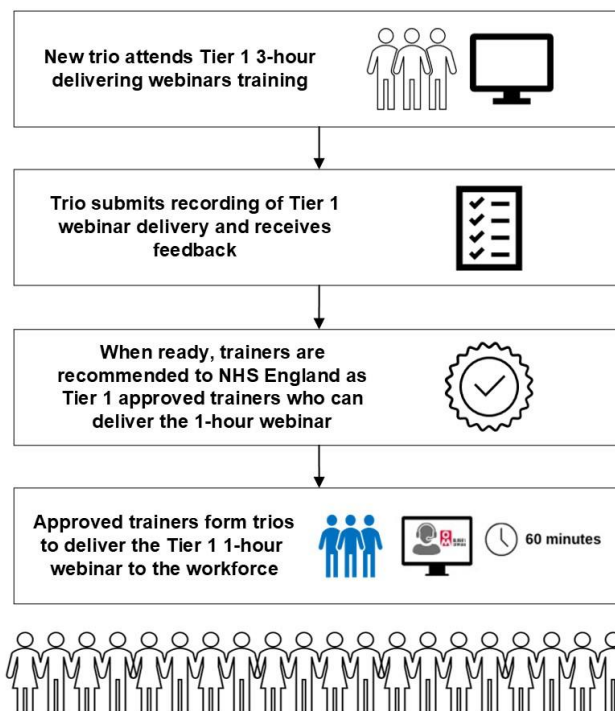 New trio attends Tier 1 3-hour
delivering webinars training
Trio submits recording of Tier 1
webinar delivery and receives
feedback
When ready, trainers are
recommended to NHS England as
Tier 1 approved trainers who can
deliver the 1-hour webinar
Approved trainers form trios
to deliver the Tier 1 1-hour
webinar to the workforce
60 minutes